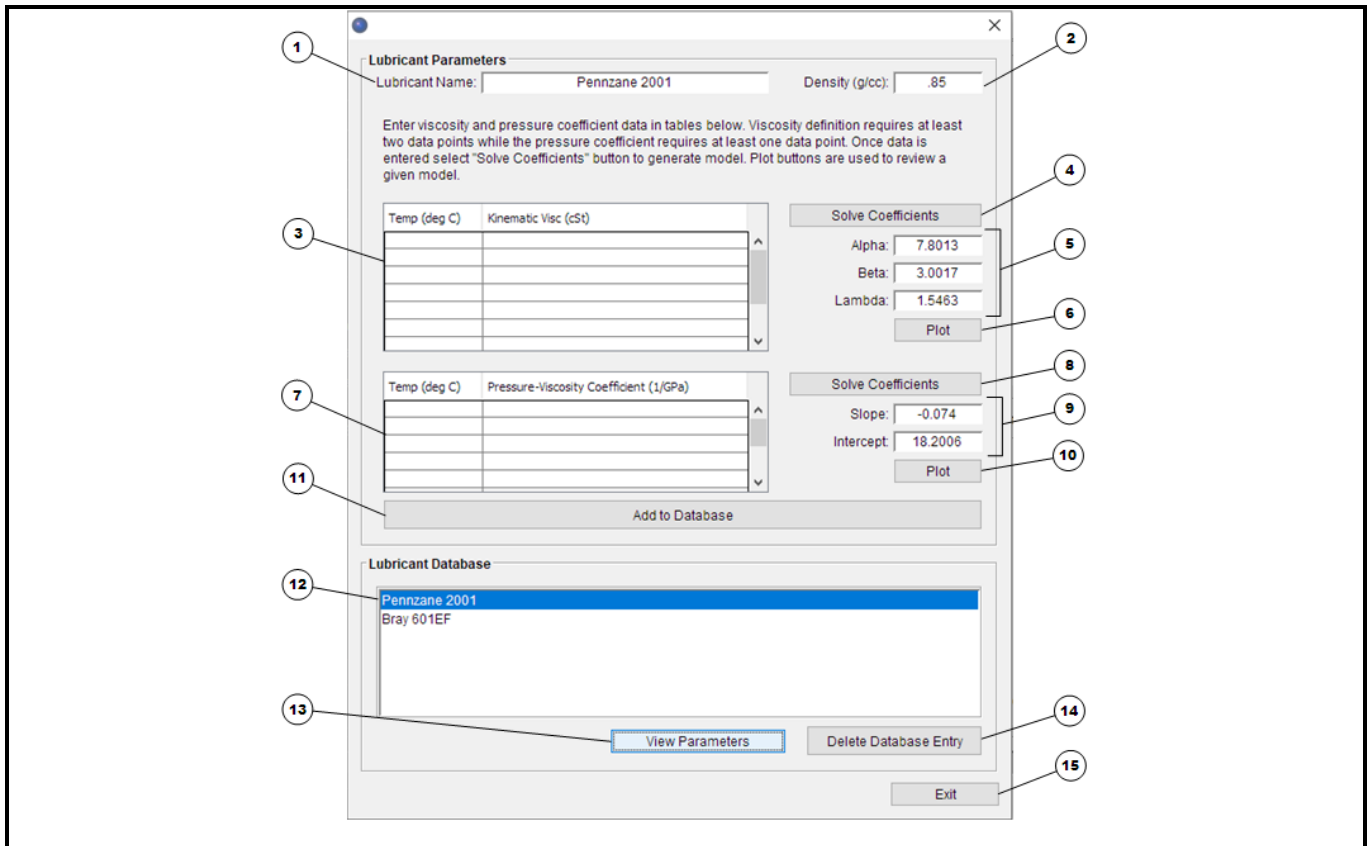 1
2
Lubricant Parameters
Lubricant Name: Pennzane 2001 Density (g/cc): .85
Enter viscosity and pressure coefficient data in tables below. Viscosity definition requires at least
two data points while the pressure coefficient requires at least one data point. Once data is
entered select "Solve Coefficients" button to generate model. Plot buttons are used to review a
given model.
4
Temp (deg C) Kinematic Visc (cSt) Solve Coefficients
3
5
Alpha: 7.8013
Beta: 3.0017
Lambda: 1.5463
6
Plot
8
Temp (deg C) Pressure-Viscosity Coefficient (1/GPa) Solve Coefficients
7
9
Slope: -0.074
Intercept: 18.2006
10
Plot
11
Add to Database
Lubricant Database
12
Pennzane 2001
Bray 601EF
13
14
View Parameters Delete Database Entry
15
Exit